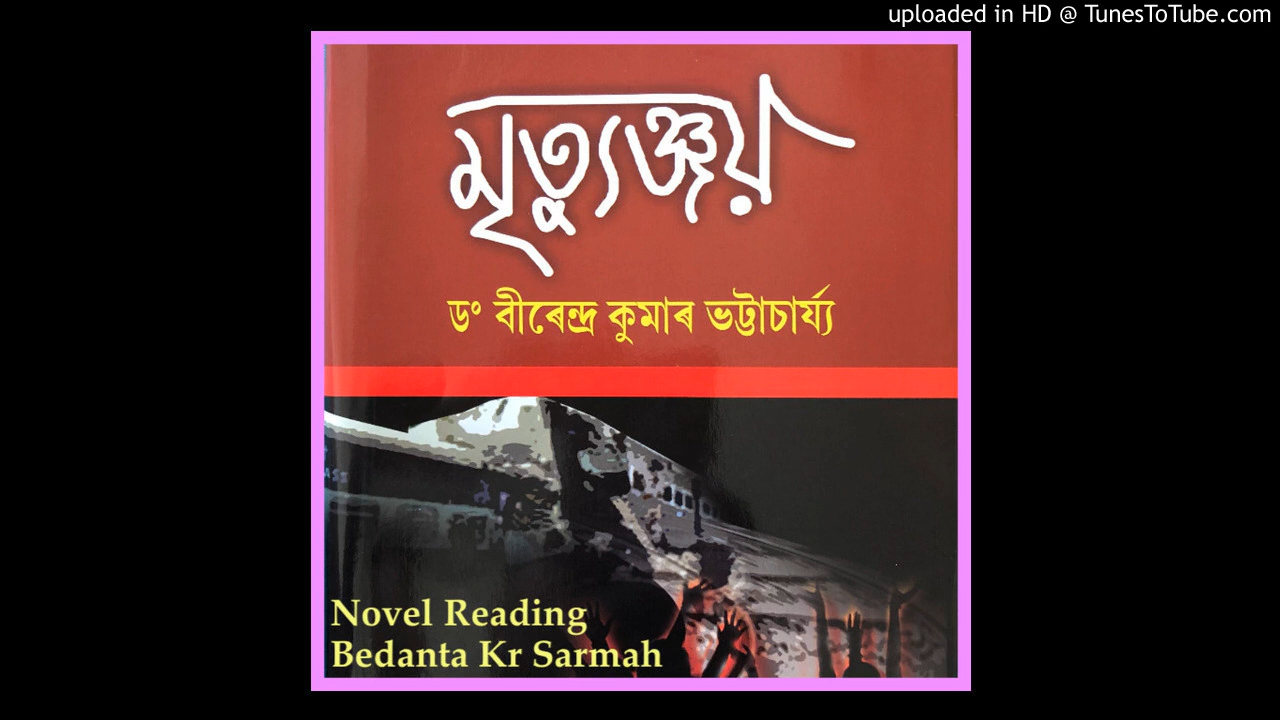 uploaded in HD @ TunesToTube.com
মৃত্যুঞ্জয়
ড° বীৰেন্দ্ৰ কুমাৰ ভট্টাচাৰ্য্য
Novel Reading
Bedanta Kr Sarmah